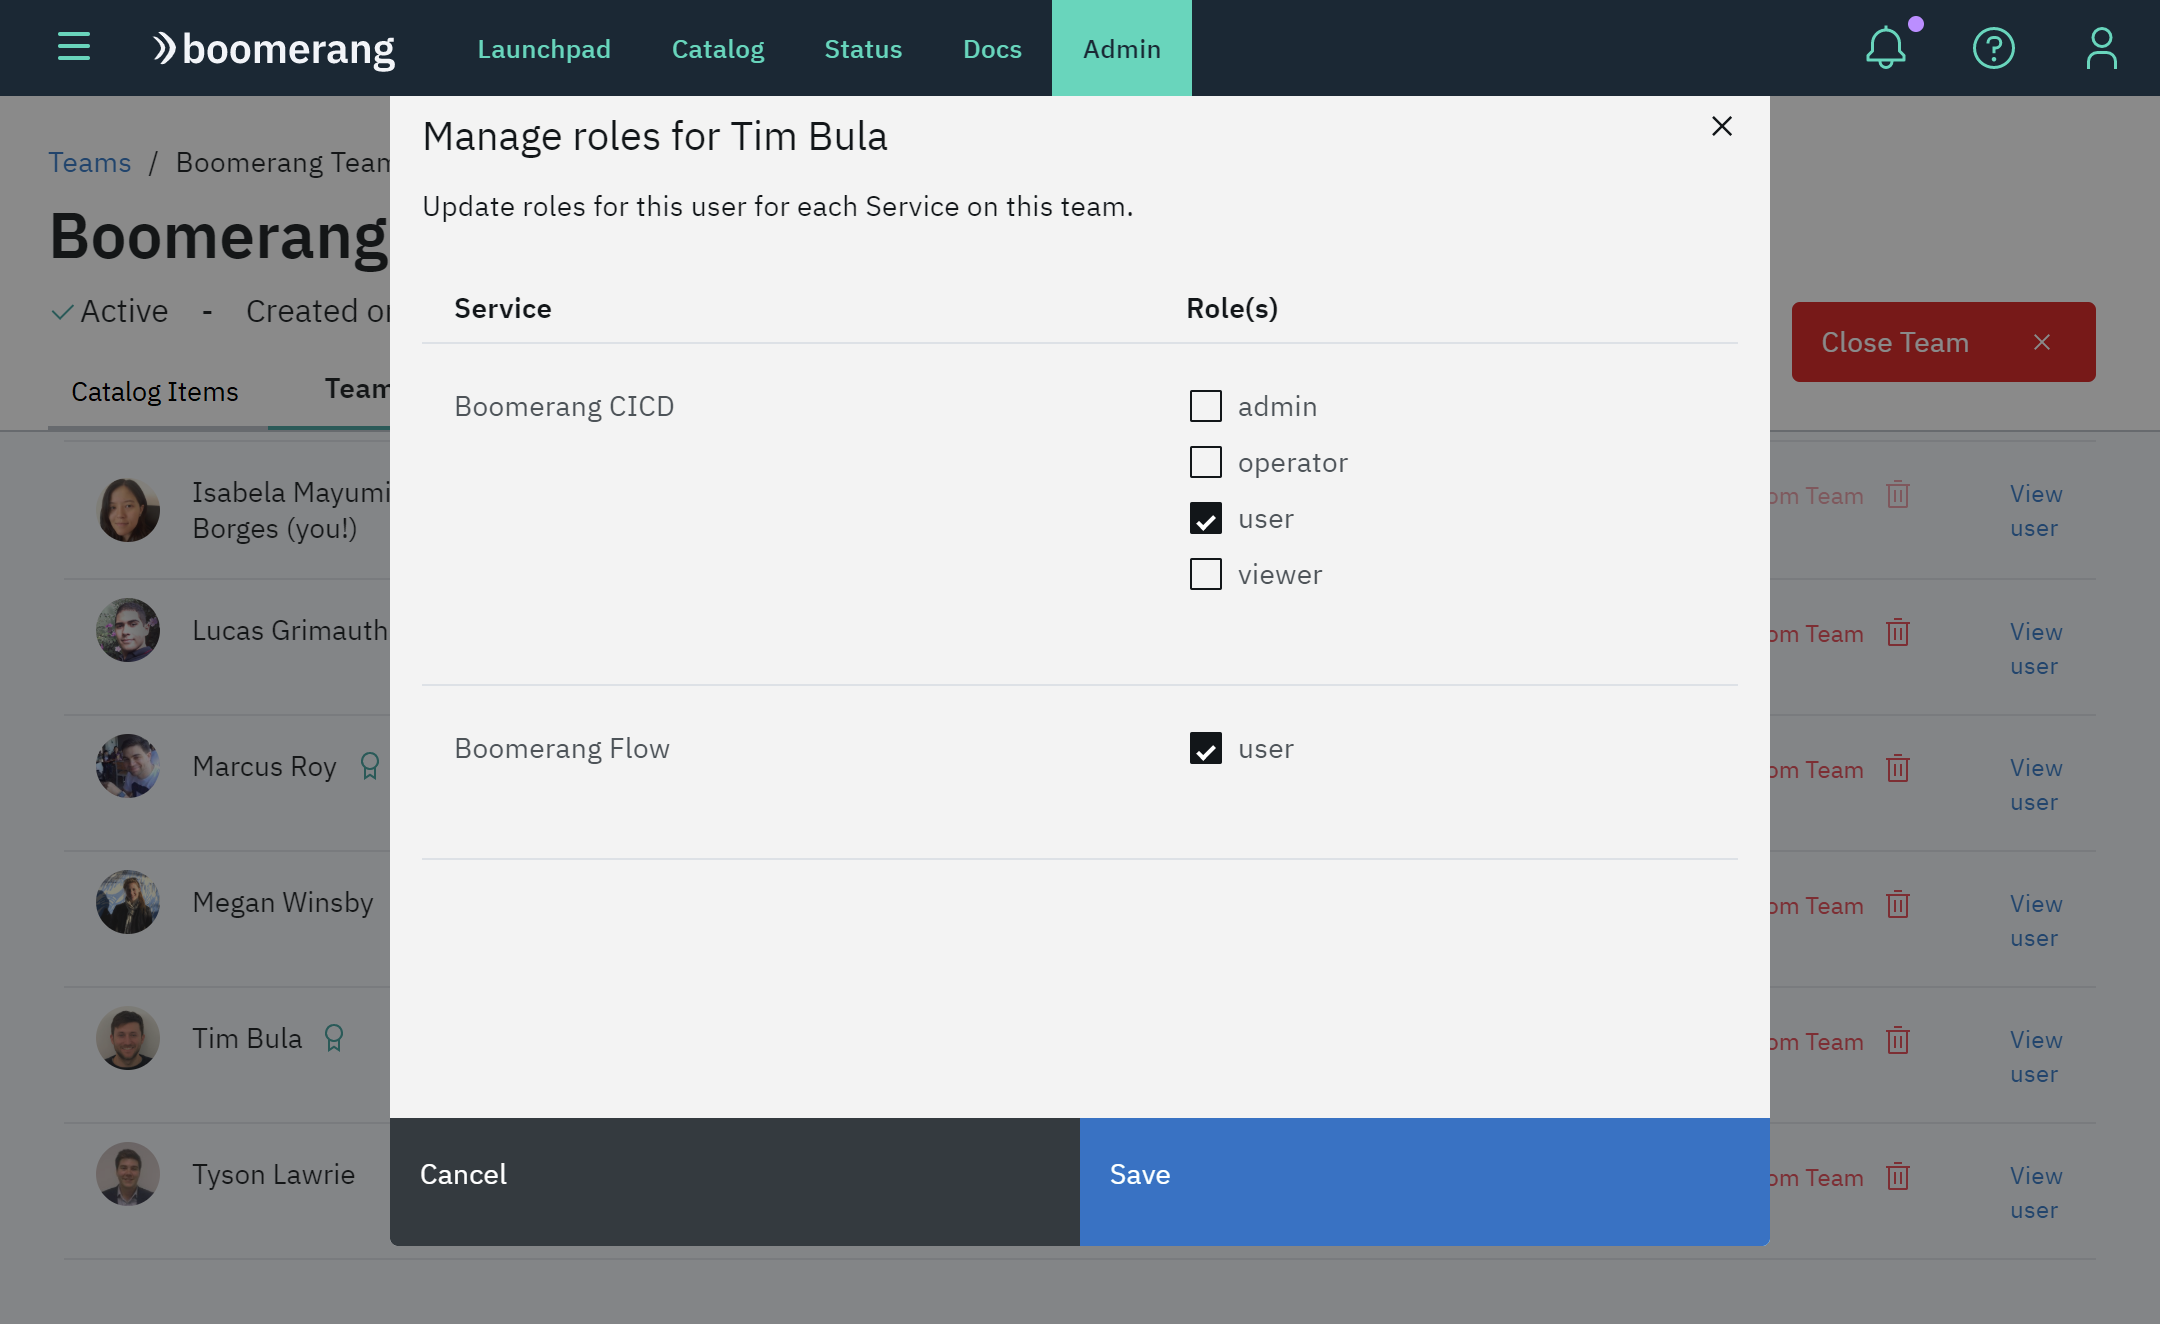 boomerang
Launchpad
Catalog
Status
Docs
Admin
Teams / Boomerang Team
Boomerang
Active - Created on
Catalog Items
Team
Close Team
Manage roles for Tim Bula
Update roles for this user for each Service on this team.
Service
Role(s)
Boomerang CICD
admin
operator
user
viewer
Boomerang Flow
user
Cancel
Save
Isabela Mayumi
Borges (you!)
om Team
View
user
Lucas Grimauth
om Team
View
user
Marcus Roy
om Team
View
user
Megan Winsby
om Team
View
user
Tim Bula
om Team
View
user
Tyson Lawrie
om Team
View
user